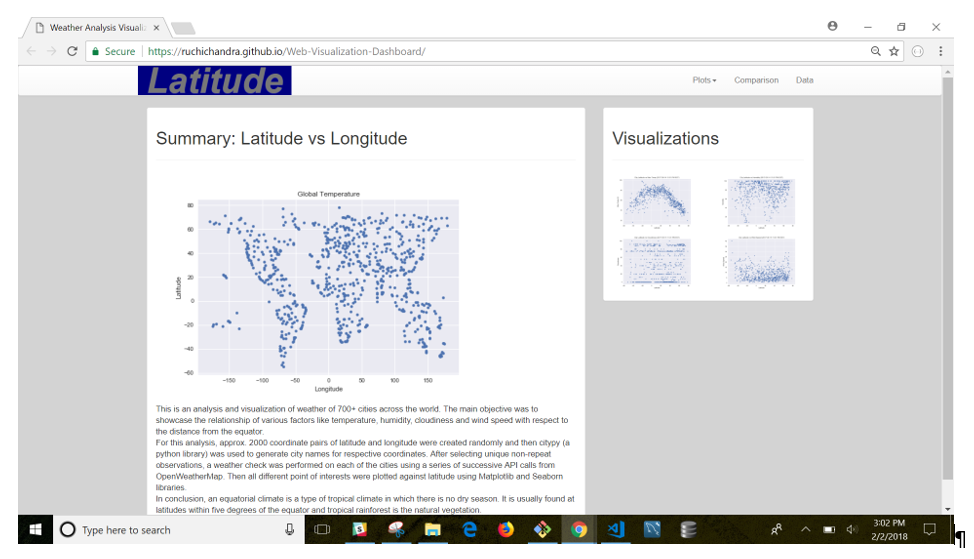 Weather Analysis Visuali
Secure | https://ruchichandra.github.io/Web-Visualization-Dashboard/
Latitude
Plots Comparison Data
Summary: Latitude vs Longitude
Global Temperature
80
60
40
20
0
−20
−40
−60
Latitude
−150 −100 −50 0 50 100 150
Longitude
This is an analysis and visualization of weather of 700+ cities across the world. The main objective was to
showcase the relationship of various factors like temperature, humidity, cloudiness and wind speed with respect to
the distance from the equator.
For this analysis, approx. 2000 coordinate pairs of latitude and longitude were created randomly and then citypy (a
python library) was used to generate city names for respective coordinates. After selecting unique non-repeat
observations, a weather check was performed on each of the cities using a series of successive API calls from
OpenWeatherMap. Then all different point of interests were plotted against latitude using Matplotlib and Seaborn
libraries.
In conclusion, an equatorial climate is a type of tropical climate in which there is no dry season. It is usually found at
latitudes within five degrees of the equator and tropical rainforest is the natural vegetation.
Visualizations
Type here to search
3:02 PM
2/2/2018
¶